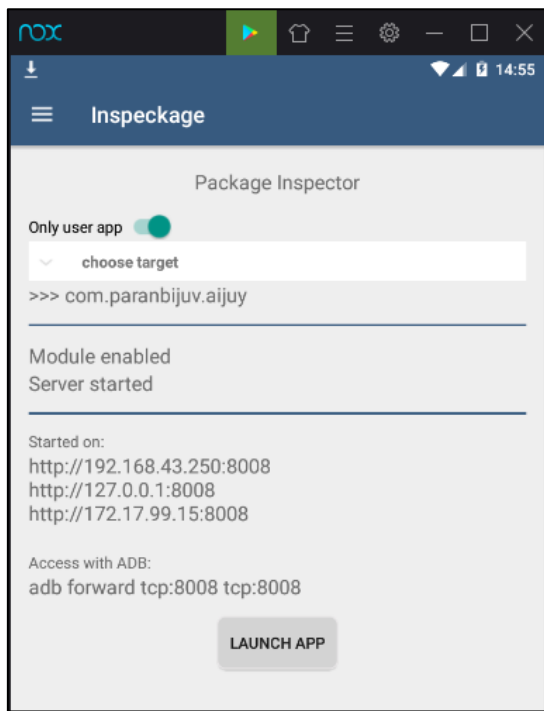 nox
14:55
Inspeckage
Package Inspector
Only user app
choose target
>>> com.paranbijuv.aijuy
Module enabled
Server started
Started on:
http://192.168.43.250:8008
http://127.0.0.1:8008
http://172.17.99.15:8008
Access with ADB:
adb forward tcp:8008 tcp:8008
LAUNCH APP